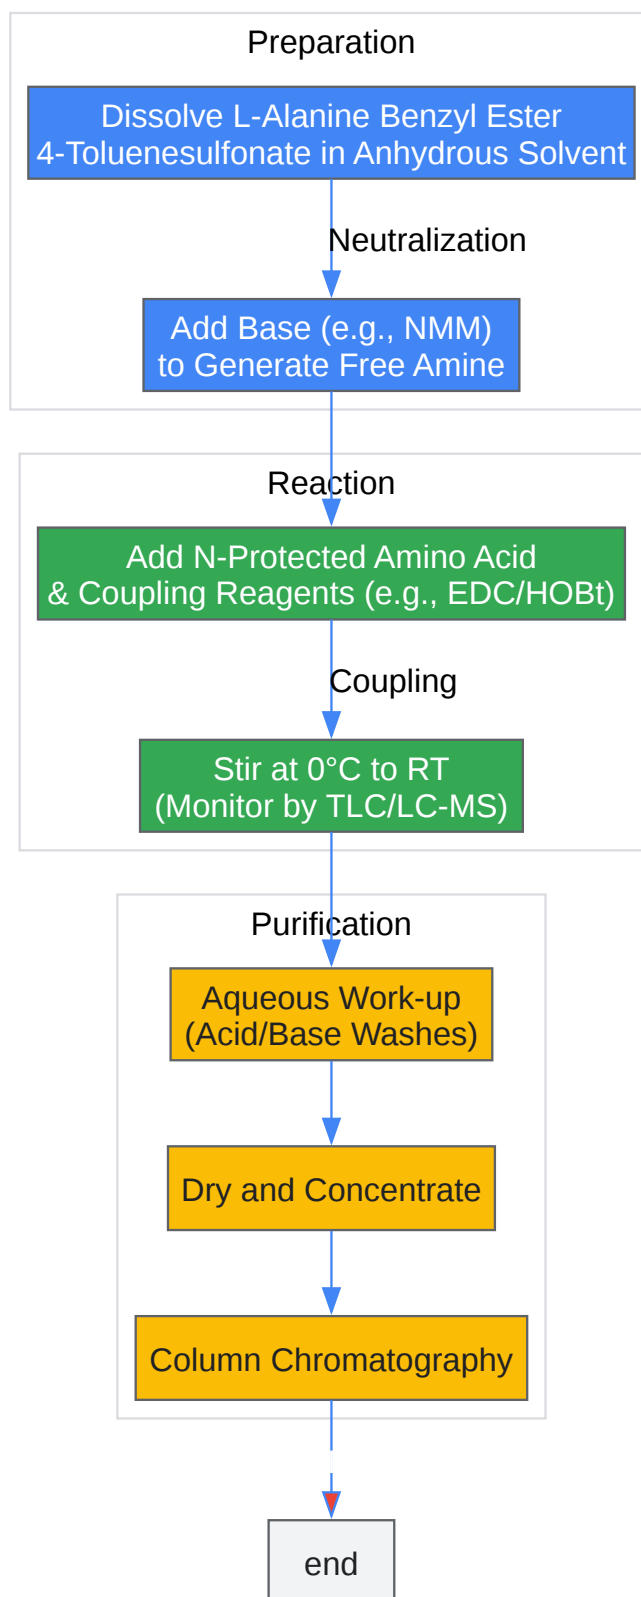 Preparation
Dissolve L-Alanine Benzyl Ester
4-Toluenesulfonate in Anhydrous Solvent
Neutralization
Add Base (e.g., NMM)
to Generate Free Amine
Reaction
Add N-Protected Amino Acid
& Coupling Reagents (e.g., EDC/HOBt)
Coupling
Stir at 0°C to RT
(Monitor by TLC/LC-MS)
Purification
Aqueous Work-up
(Acid/Base Washes)
Dry and Concentrate
Column Chromatography
end